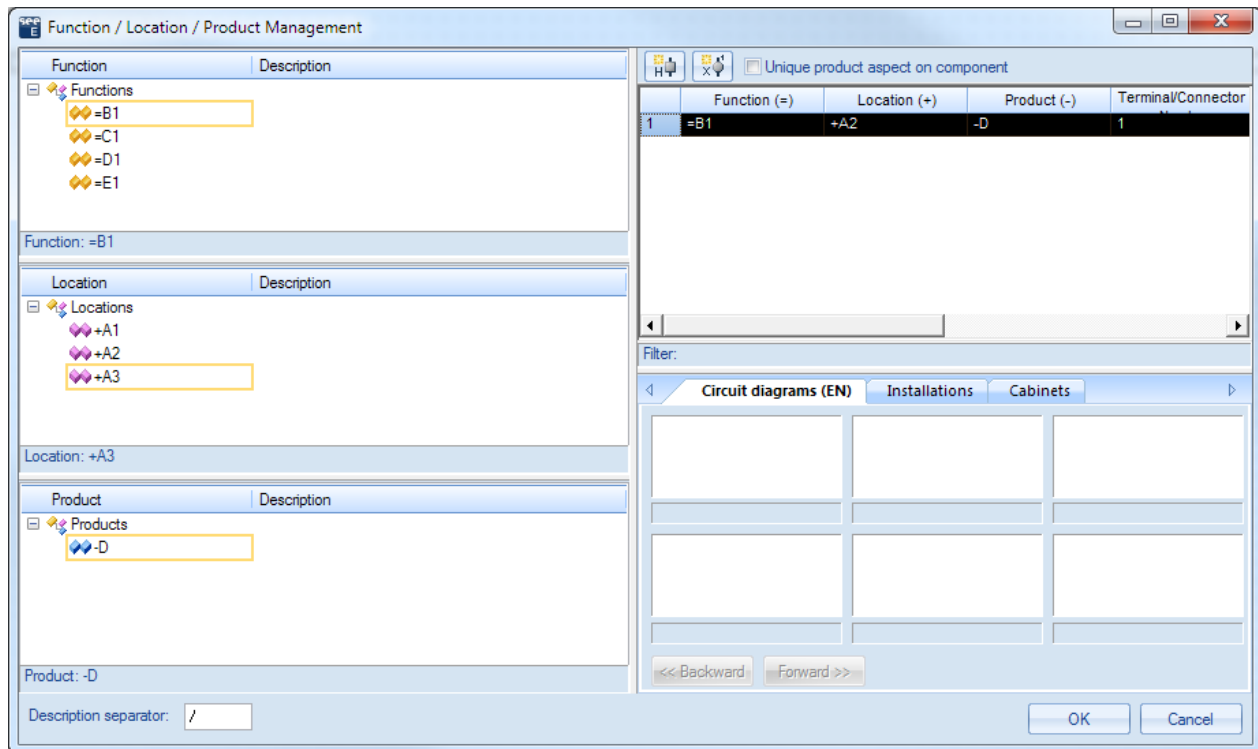 see
E
Function / Location / Product Management
Function Description
Functions
=B1
=C1
=D1
=E1
Function: =B1
Location Description
Locations
+A1
+A2
+A3
Location: +A3
Product Description
Products
-D
Product: -D
Description separator: /
H X Unique product aspect on component
Function (=) Location (+) Product (-) Terminal/Connector
1 =B1 +A2 -D 1
Filter:
Circuit diagrams (EN) Installations Cabinets
<< Backward Forward >>
OK Cancel